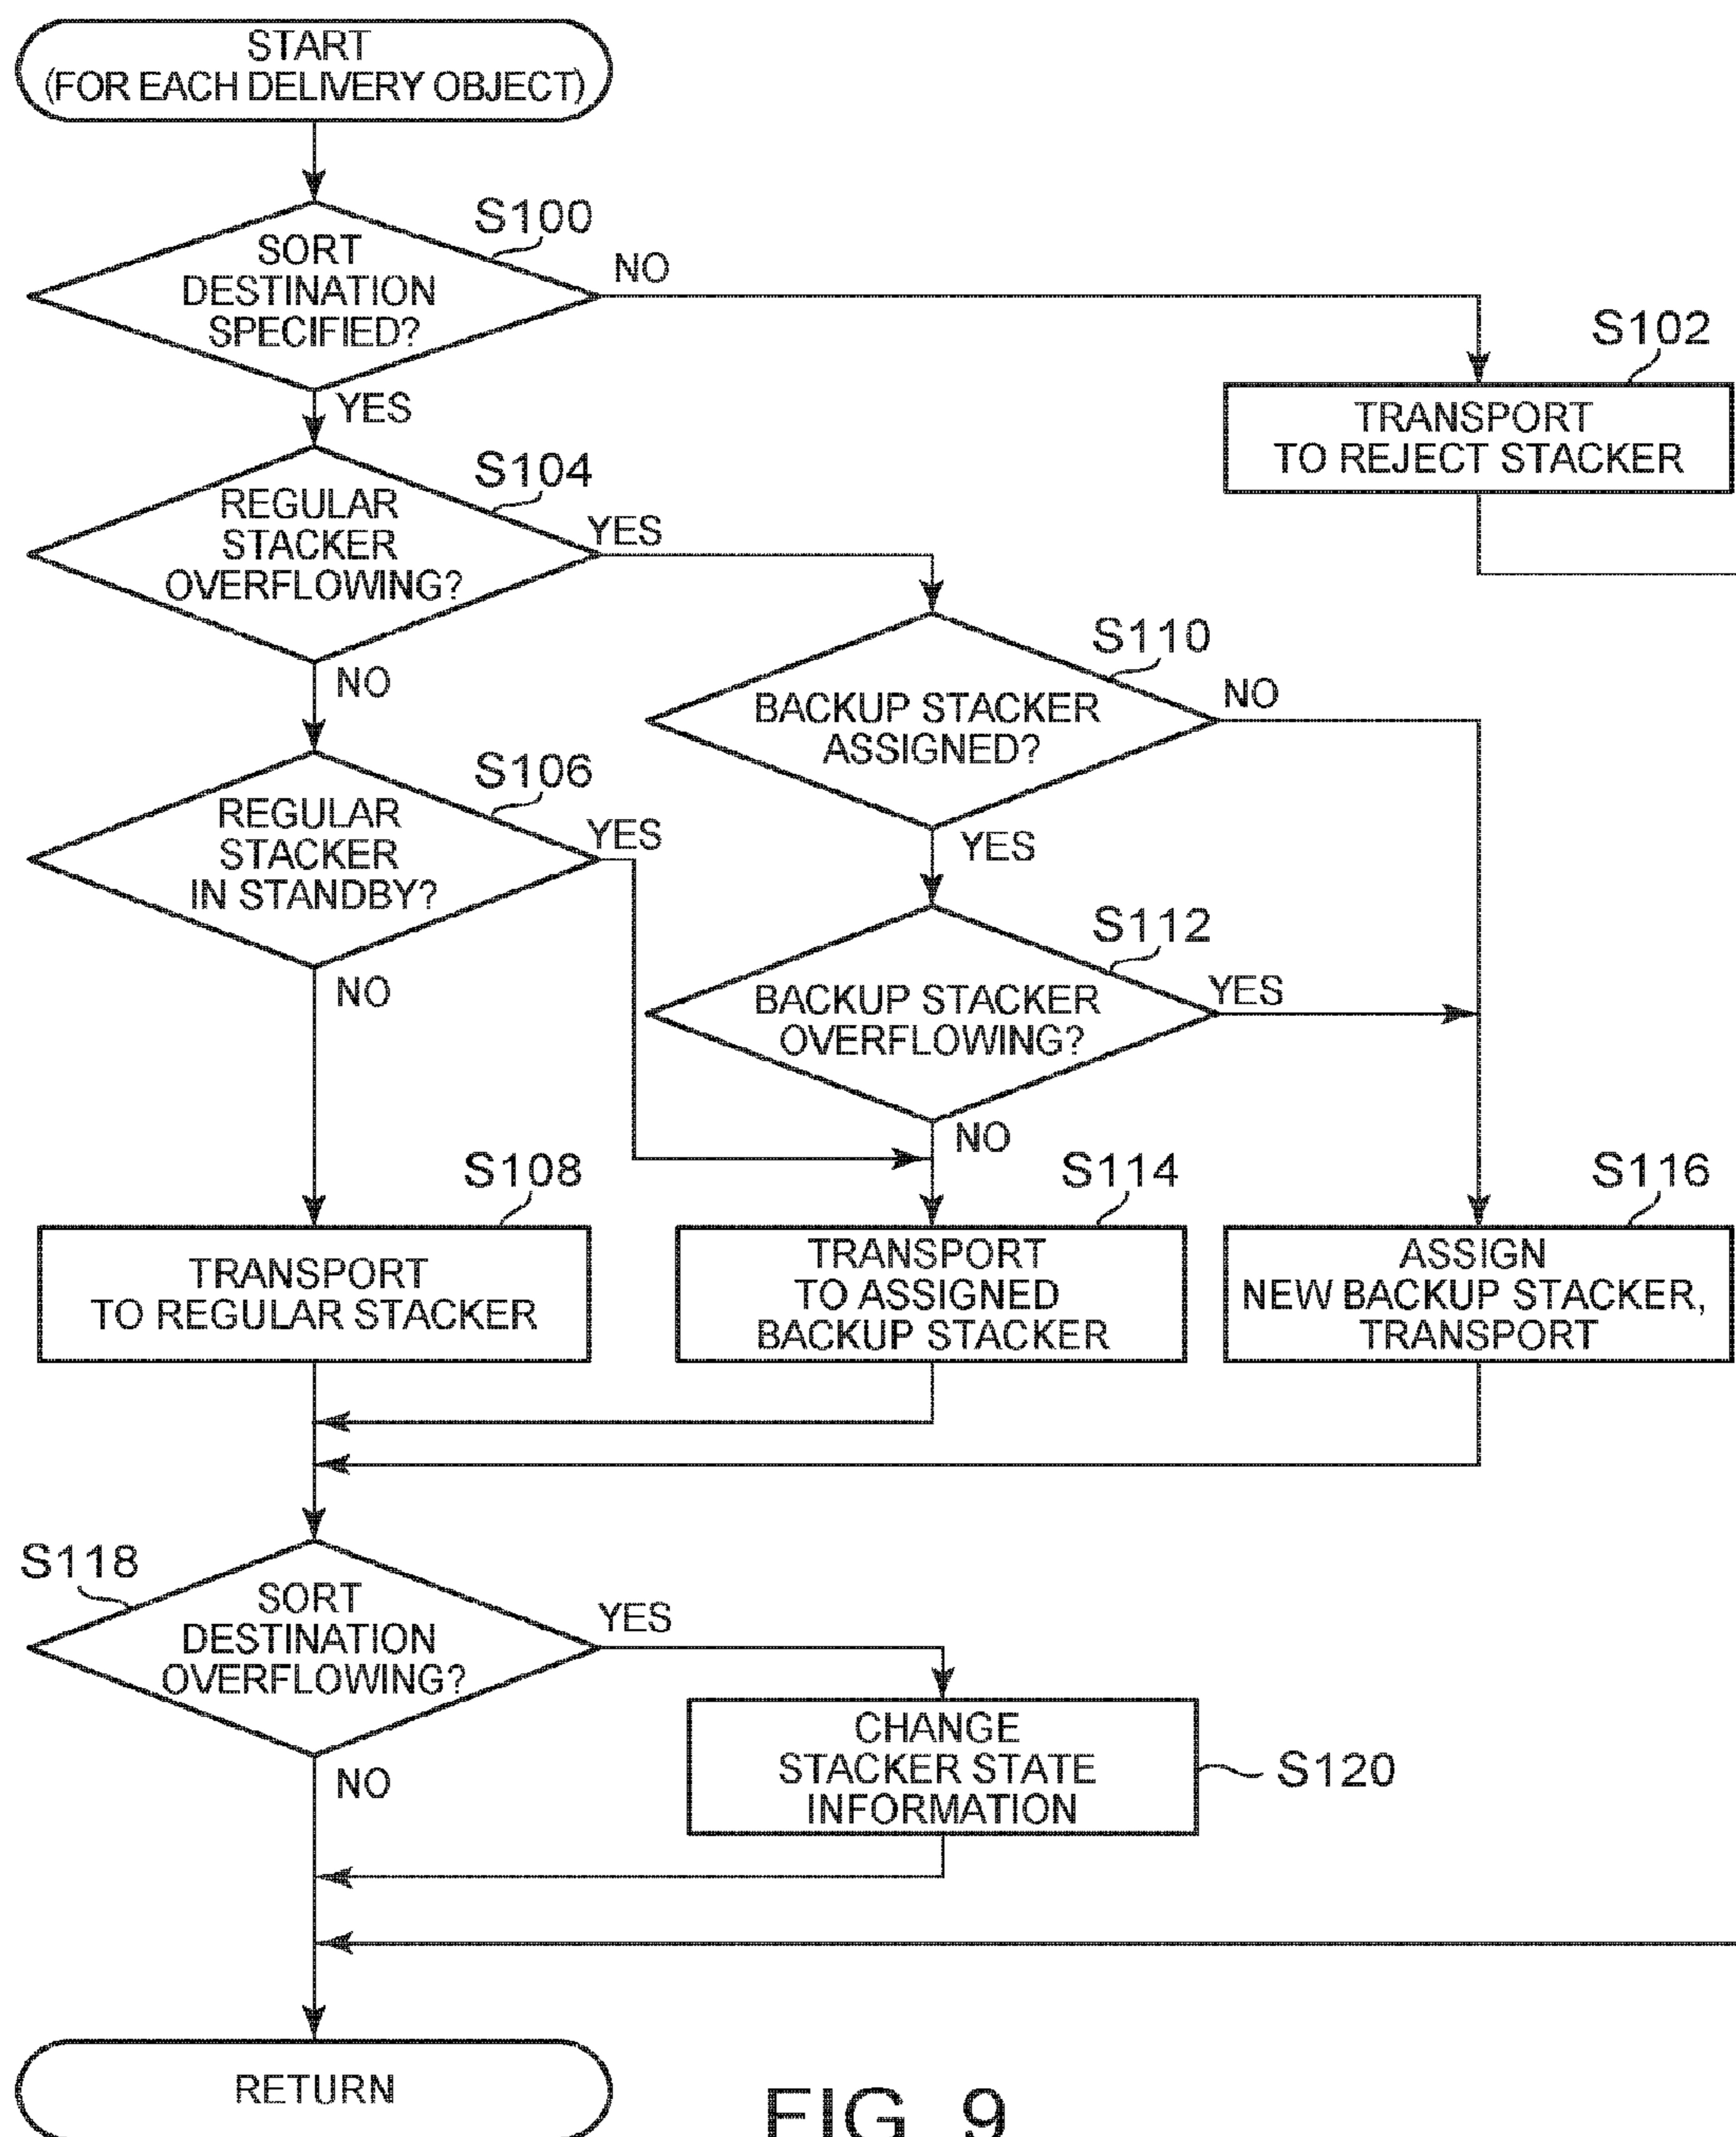 START
(FOR EACH DELIVERY OBJECT)
S100
SORT
DESTINATION
SPECIFIED?
NO
YES
S102
TRANSPORT
TO REJECT STACKER
S104
REGULAR
STACKER
OVERFLOWING?
YES
NO
S110
BACKUP STACKER
ASSIGNED?
NO
YES
S106
REGULAR
STACKER
IN STANDBY?
YES
NO
S112
BACKUP STACKER
OVERFLOWING?
YES
NO
S108
TRANSPORT
TO REGULAR STACKER
S114
TRANSPORT
TO ASSIGNED
BACKUP STACKER
S116
ASSIGN
NEW BACKUP STACKER,
TRANSPORT
S118
SORT
DESTINATION
OVERFLOWING?
YES
NO
CHANGE
STACKER STATE
INFORMATION
S120
RETURN
FIG. 9